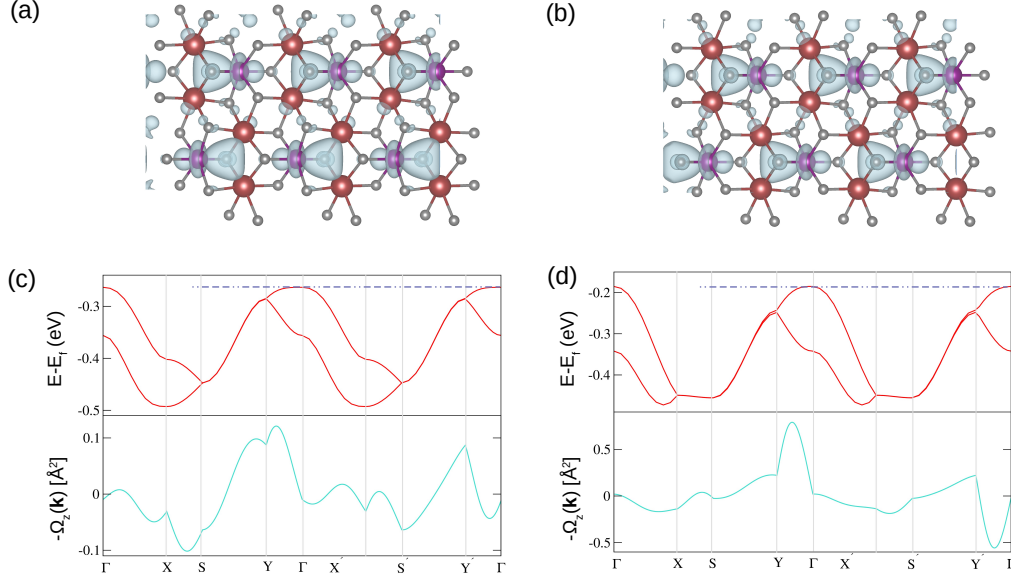 (a)
(b)
(c)
(d)
E-E_f (eV)
-0.3
-0.4
-0.5
-Ω_z(k) [Å²]
0.1
0
-0.1
Γ X S Y Γ X′ S′ Y′ Γ
E-E_f (eV)
-0.2
-0.3
-0.4
-Ω_z(k) [Å²]
0.5
0
-0.5
Γ X S Y Γ X′ S′ Y′ Γ